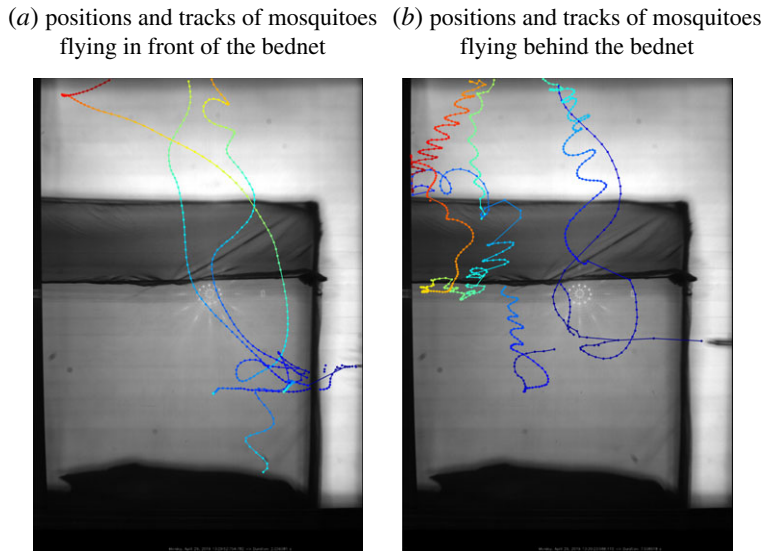 (a) positions and tracks of mosquitoes
flying in front of the bednet
(b) positions and tracks of mosquitoes
flying behind the bednet